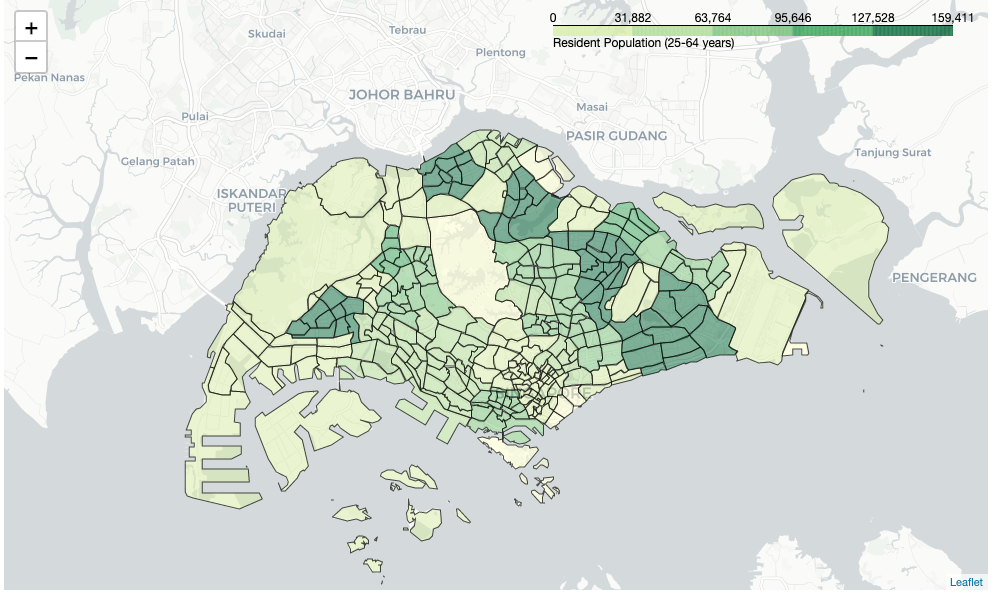 +
−
0 31,882 63,764 95,646 127,528 159,411
Resident Population (25-64 years)
Skudai
Tebrau
Plentong
Pekan Nanas
JOHOR BAHRU
Masai
Pulai
PASIR GUDANG
Gelang Patah
Tanjung Surat
ISKANDAR
PUTERI
PENGERANG
Leaflet